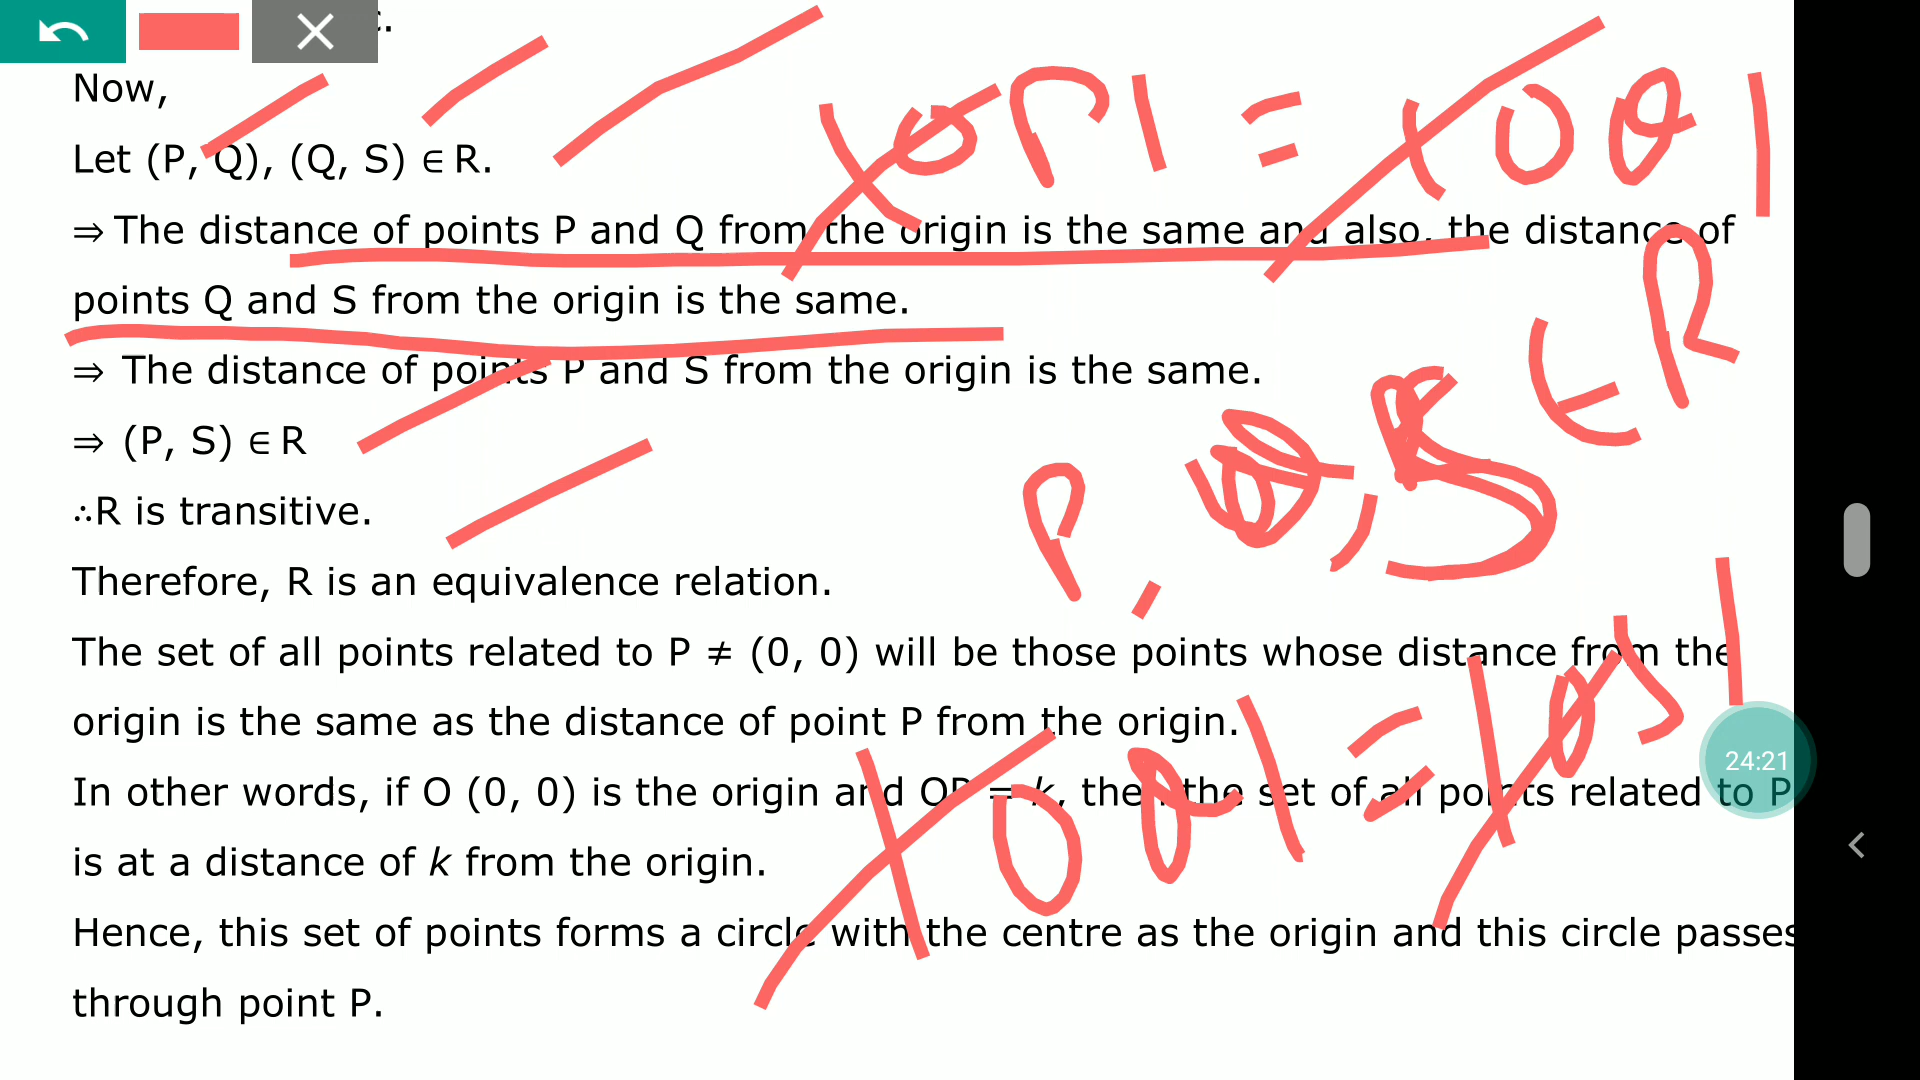 c.
Now,
Let (P, Q), (Q, S) ∈ R.
⇒ The distance of points P and Q from the origin is the same and also, the distance of
points Q and S from the origin is the same.
⇒ The distance of points P and S from the origin is the same.
⇒ (P, S) ∈ R
∴R is transitive.
Therefore, R is an equivalence relation.
The set of all points related to P ≠ (0, 0) will be those points whose distance from the
origin is the same as the distance of point P from the origin.
In other words, if O (0, 0) is the origin and OP = k, then the set of all points related to P
is at a distance of k from the origin.
Hence, this set of points forms a circle with the centre as the origin and this circle passes
through point P.
|OP| = |OQ|
P, Q, S ∈ R
|OQ| = |OS|
24:21